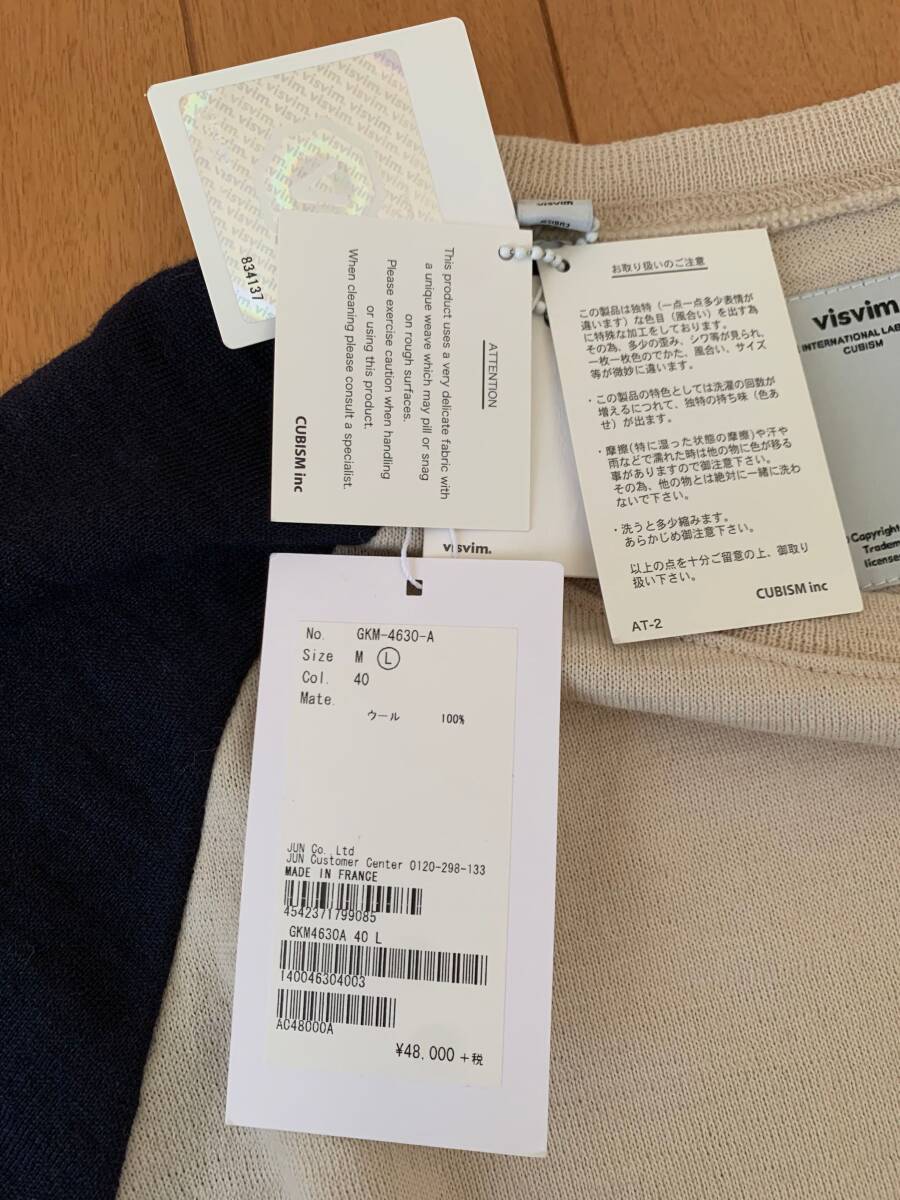 visvim. visvim. visvim.
834137
ATTENTION
This product uses a very delicate fabric with
a unique weave which may pill or snag
on rough surfaces.
Please exercise caution when handling
or using this product.
When cleaning please consult a specialist.
CUBISM inc
visvim
CUBISM
お取り扱いのご注意
この製品は独特（一点一点多少表情が
違います）な色目（風合い）を出す為
に特殊な加工をしております。
その為、多少の歪み、シワ等が見られ、
一枚一枚色のでかた、風合い、サイズ
等が微妙に違います。
・この製品の特色としては洗濯の回数が
増えるにつれて、独特の持ち味（色あ
せ）が出ます。
・摩擦(特に湿った状態の摩擦)や汗や
雨などで濡れた時は他の物に色が移る
事がありますので御注意下さい。
その為、他の物とは絶対に一緒に洗わ
ないで下さい。
・洗うと多少縮みます。
あらかじめ御注意下さい。
以上の点を十分ご留意の上、御取り
扱い下さい。
CUBISM inc
AT-2
visvim
INTERNATIONAL LAB
CUBISM
Copyright
Tradem
license
visvim.
No. GKM-4630-A
Size M L
Col. 40
Mate.
ウール 100%
JUN Co. Ltd
JUN Customer Center 0120-298-133
MADE IN FRANCE
4542371799085
GKM4630A 40 L
140046304003
AC48000A
¥48,000 +税